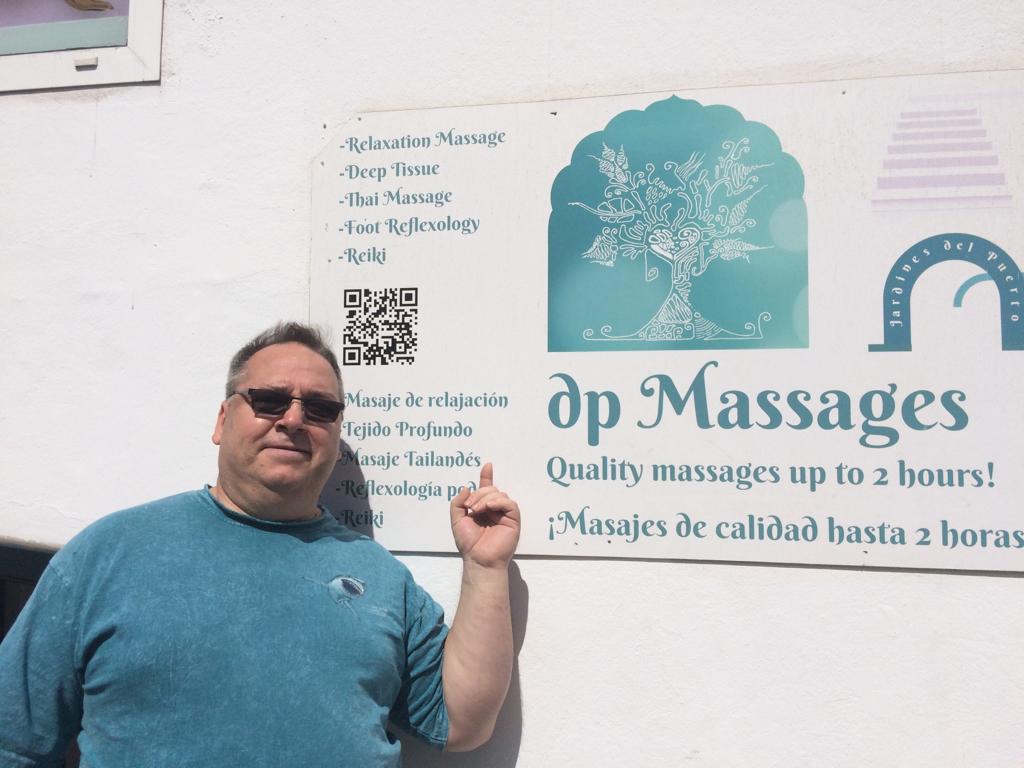 -Relaxation Massage
-Deep Tissue
-Thai Massage
-Foot Reflexology
-Reiki
Masaje de relajación
-Tejido Profundo
-Masaje Tailandés
-Reflexología
-Reiki
Jardines del Puerto
dp Massages
Quality massages up to 2 hours!
¡Masajes de calidad hasta 2 horas